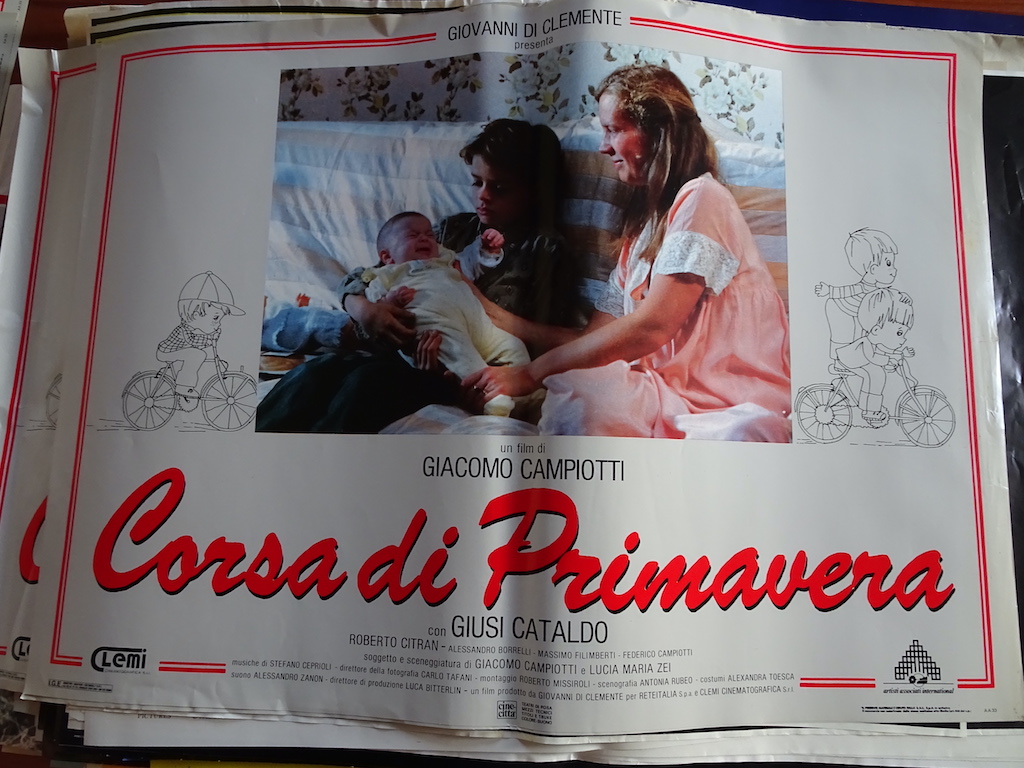 GIOVANNI DI CLEMENTE
presenta
un film di
GIACOMO CAMPIOTTI
Corsa di Primavera
con GIUSI CATALDO
ROBERTO CITRAN - ALESSANDRO BORRELLI - MASSIMO FILIMBERTI - FEDERICO CAMPIOTTI
soggetto e sceneggiatura di GIACOMO CAMPIOTTI e LUCIA MARIA ZEI
musiche di STEFANO CEPRIOLI - direttore della fotografia CARLO TAFANI - montaggio ROBERTO MISSIROLI - scenografia ANTONIA RUBEO - costumi ALEXANDRA TOESCA
suono ALESSANDRO ZANON - direttore di produzione LUCA BITTERLIN - un film prodotto da GIOVANNI DI CLEMENTE per RETEITALIA S.p.a. e CLEMI CINEMATOGRAFICA S.r.l
CLEMI
cine
città
artisti associati international
PICTURES